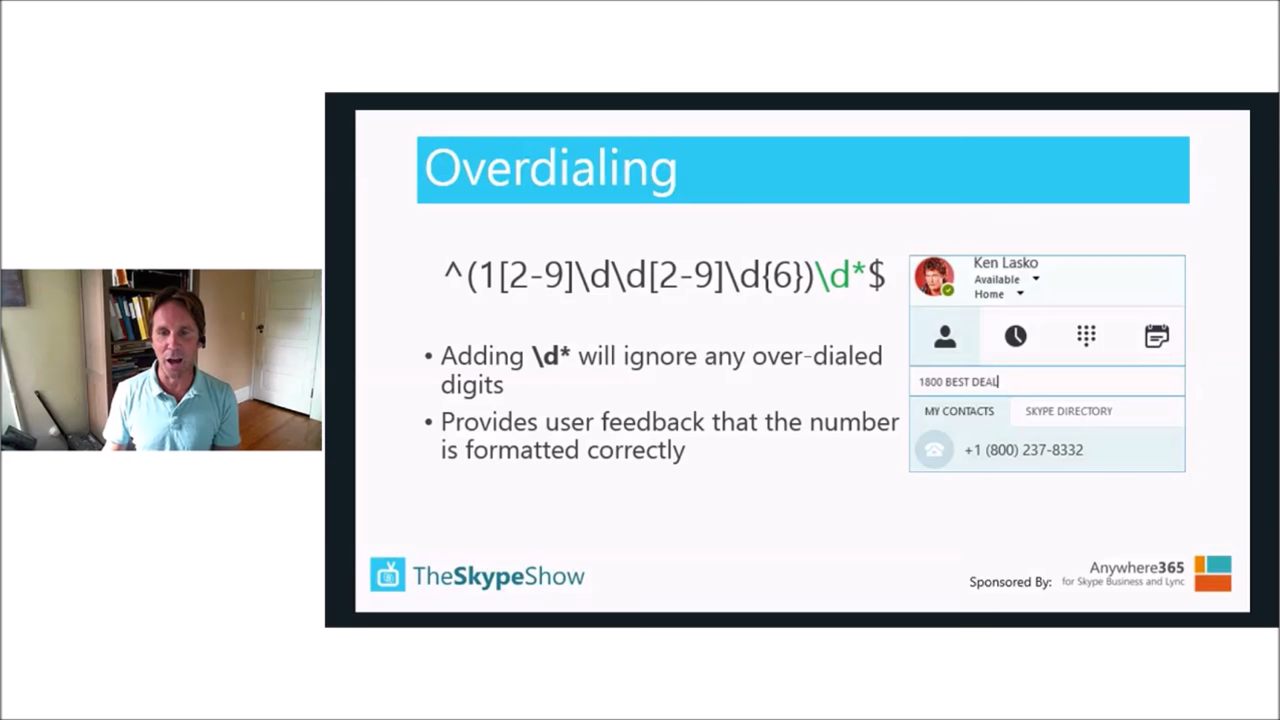 Overdialing
^(1[2-9]\d\d[2-9]\d{6})\d*$
• Adding \d* will ignore any over-dialed
digits
• Provides user feedback that the number
is formatted correctly
Ken Lasko
Available
Home
1800 BEST DEAL
MY CONTACTS SKYPE DIRECTORY
+1 (800) 237-8332
TheSkypeShow
Sponsored By:
Anywhere365
for Skype Business and Lync